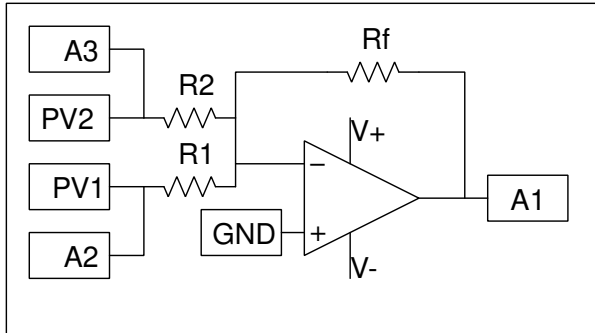 A3
Rf
R2
PV2
V+
R1
−
PV1
A1
GND
+
A2
V-